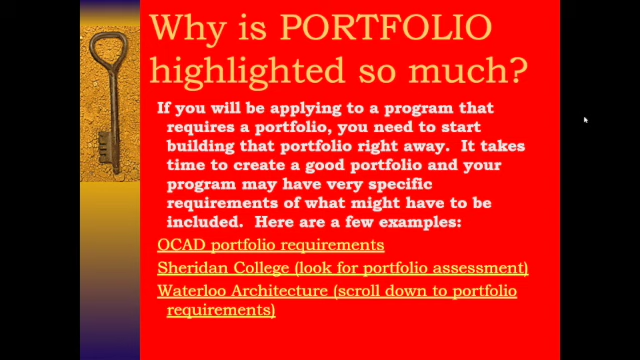 Why is PORTFOLIO
highlighted so much?
If you will be applying to a program that
requires a portfolio, you need to start
building that portfolio right away.  It takes
time to create a good portfolio and your
program may have very specific
requirements of what might have to be
included.  Here are a few examples:
OCAD portfolio requirements
Sheridan College (look for portfolio assessment)
Waterloo Architecture (scroll down to portfolio
requirements)